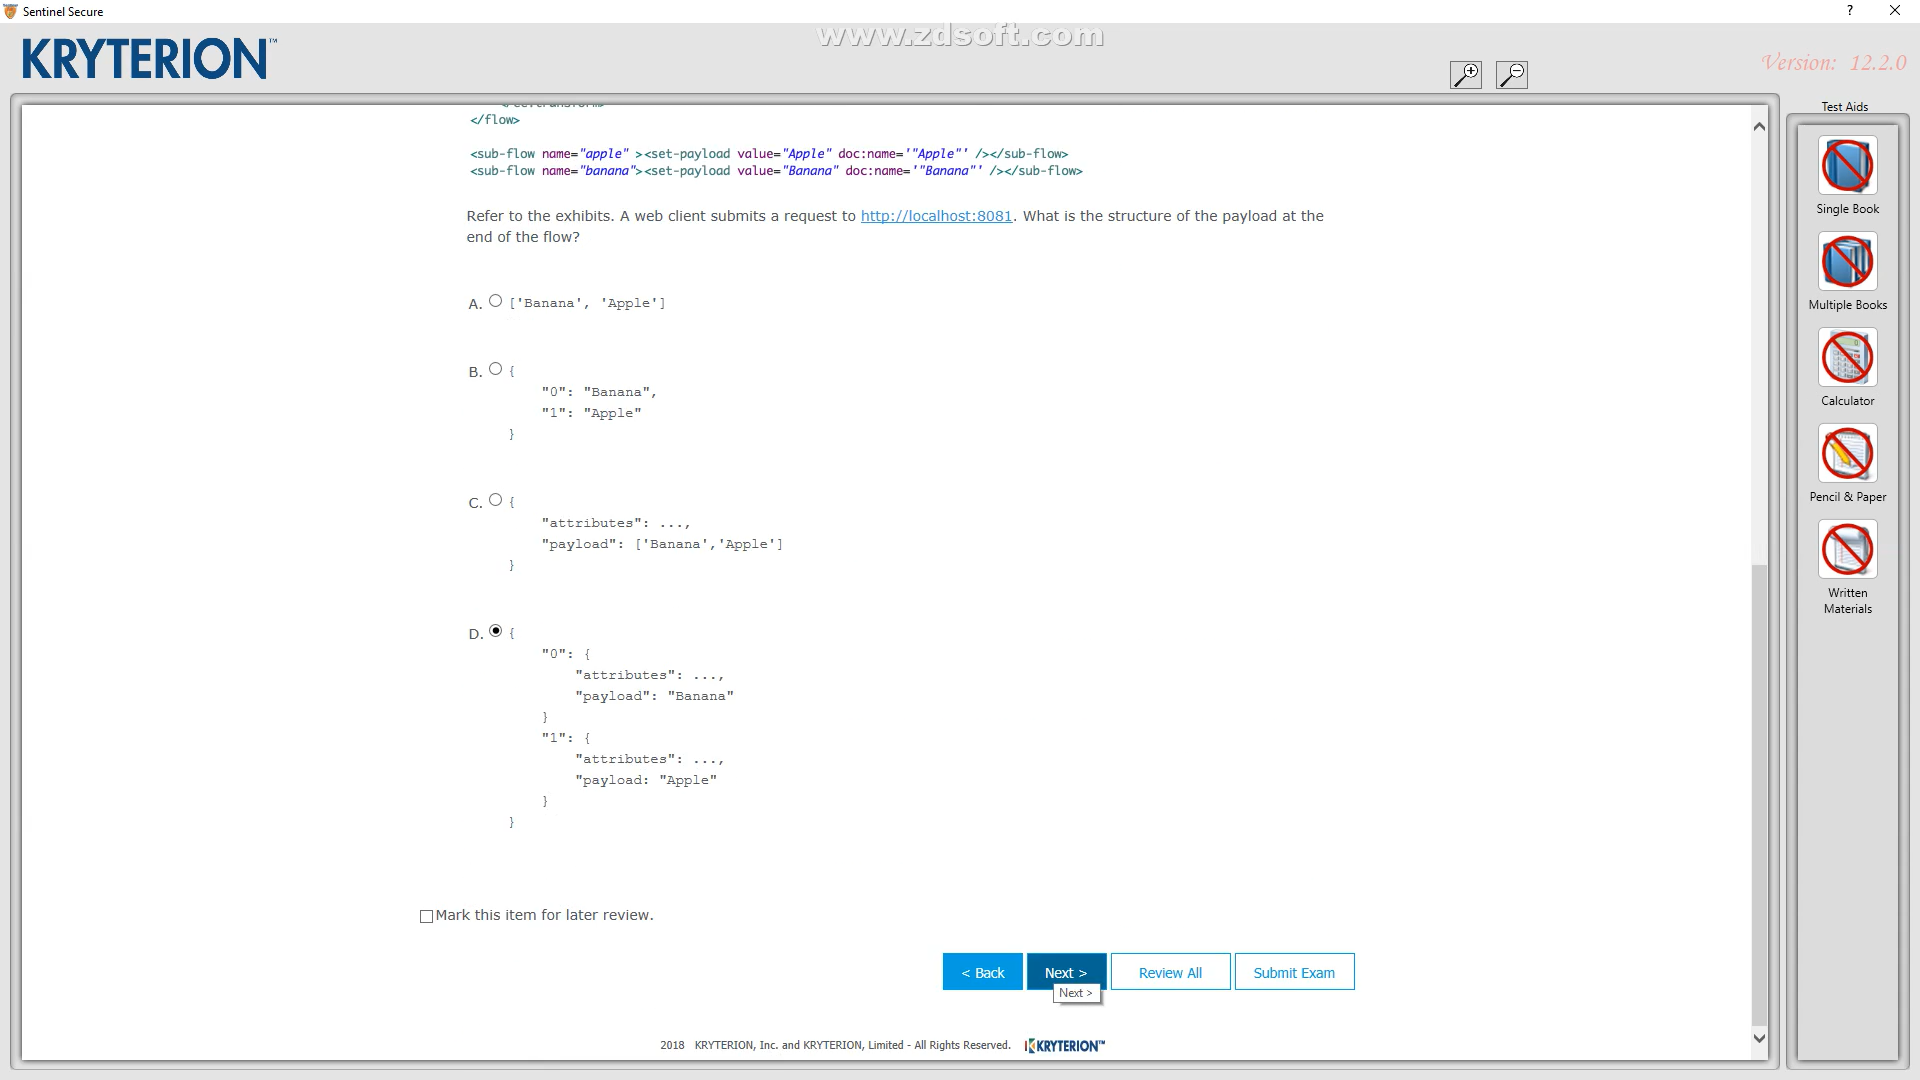 Sentinel Secure
?
www.zdsoft.com
KRYTERION™
Version: 12.2.0
Test Aids
Single Book
Multiple Books
Calculator
Pencil & Paper
Written
Materials
</flow>
<sub-flow name="apple" ><set-payload value="Apple" doc:name='"Apple"' /></sub-flow>
<sub-flow name="banana"><set-payload value="Banana" doc:name='"Banana"' /></sub-flow>
Refer to the exhibits. A web client submits a request to http://localhost:8081. What is the structure of the payload at the
end of the flow?
A. ['Banana', 'Apple']
B. {
"0": "Banana",
"1": "Apple"
}
C. {
"attributes": ...,
"payload": ['Banana','Apple']
}
D. {
"0": {
"attributes": ...,
"payload": "Banana"
}
"1": {
"attributes": ...,
"payload: "Apple"
}
}
Mark this item for later review.
< Back
Next >
Review All
Submit Exam
Next >
2018 KRYTERION, Inc. and KRYTERION, Limited - All Rights Reserved. KRYTERION™